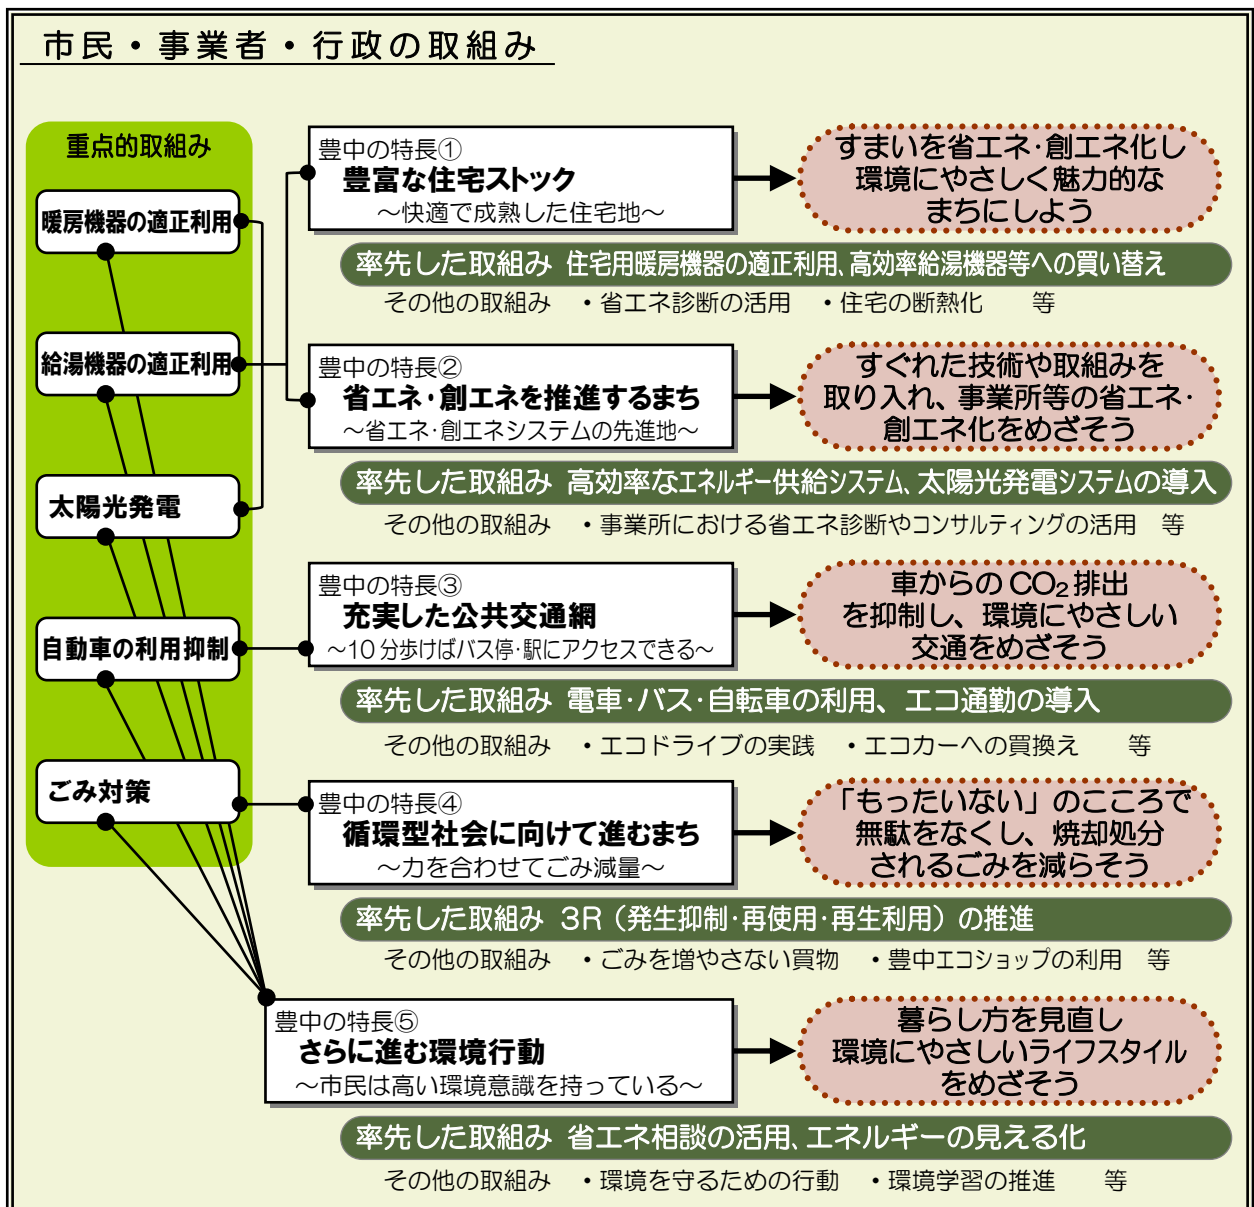 市民・事業者・行政の取組み
重点的取組み
暖房機器の適正利用
給湯機器の適正利用
太陽光発電
自動車の利用抑制
ごみ対策
豊中の特長①
豊富な住宅ストック
～快適で成熟した住宅地～
すまいを省エネ・創エネ化し
環境にやさしく魅力的な
まちにしよう
率先した取組み 住宅用暖房機器の適正利用、高効率給湯機器等への買い替え
その他の取組み ・省エネ診断の活用 ・住宅の断熱化 等
豊中の特長②
省エネ・創エネを推進するまち
～省エネ・創エネシステムの先進地～
すぐれた技術や取組みを
取り入れ、事業所等の省エネ・
創エネ化をめざそう
率先した取組み 高効率なエネルギー供給システム、太陽光発電システムの導入
その他の取組み ・事業所における省エネ診断やコンサルティングの活用 等
豊中の特長③
充実した公共交通網
～10分歩けばバス停・駅にアクセスできる～
車からのCO₂排出
を抑制し、環境にやさしい
交通をめざそう
率先した取組み 電車・バス・自転車の利用、エコ通勤の導入
その他の取組み ・エコドライブの実践 ・エコカーへの買換え 等
豊中の特長④
循環型社会に向けて進むまち
～力を合わせてごみ減量～
「もったいない」のこころで
無駄をなくし、焼却処分
されるごみを減らそう
率先した取組み 3R（発生抑制・再使用・再生利用）の推進
その他の取組み ・ごみを増やさない買物 ・豊中エコショップの利用 等
豊中の特長⑤
さらに進む環境行動
～市民は高い環境意識を持っている～
暮らし方を見直し
環境にやさしいライフスタイル
をめざそう
率先した取組み 省エネ相談の活用、エネルギーの見える化
その他の取組み ・環境を守るための行動 ・環境学習の推進 等